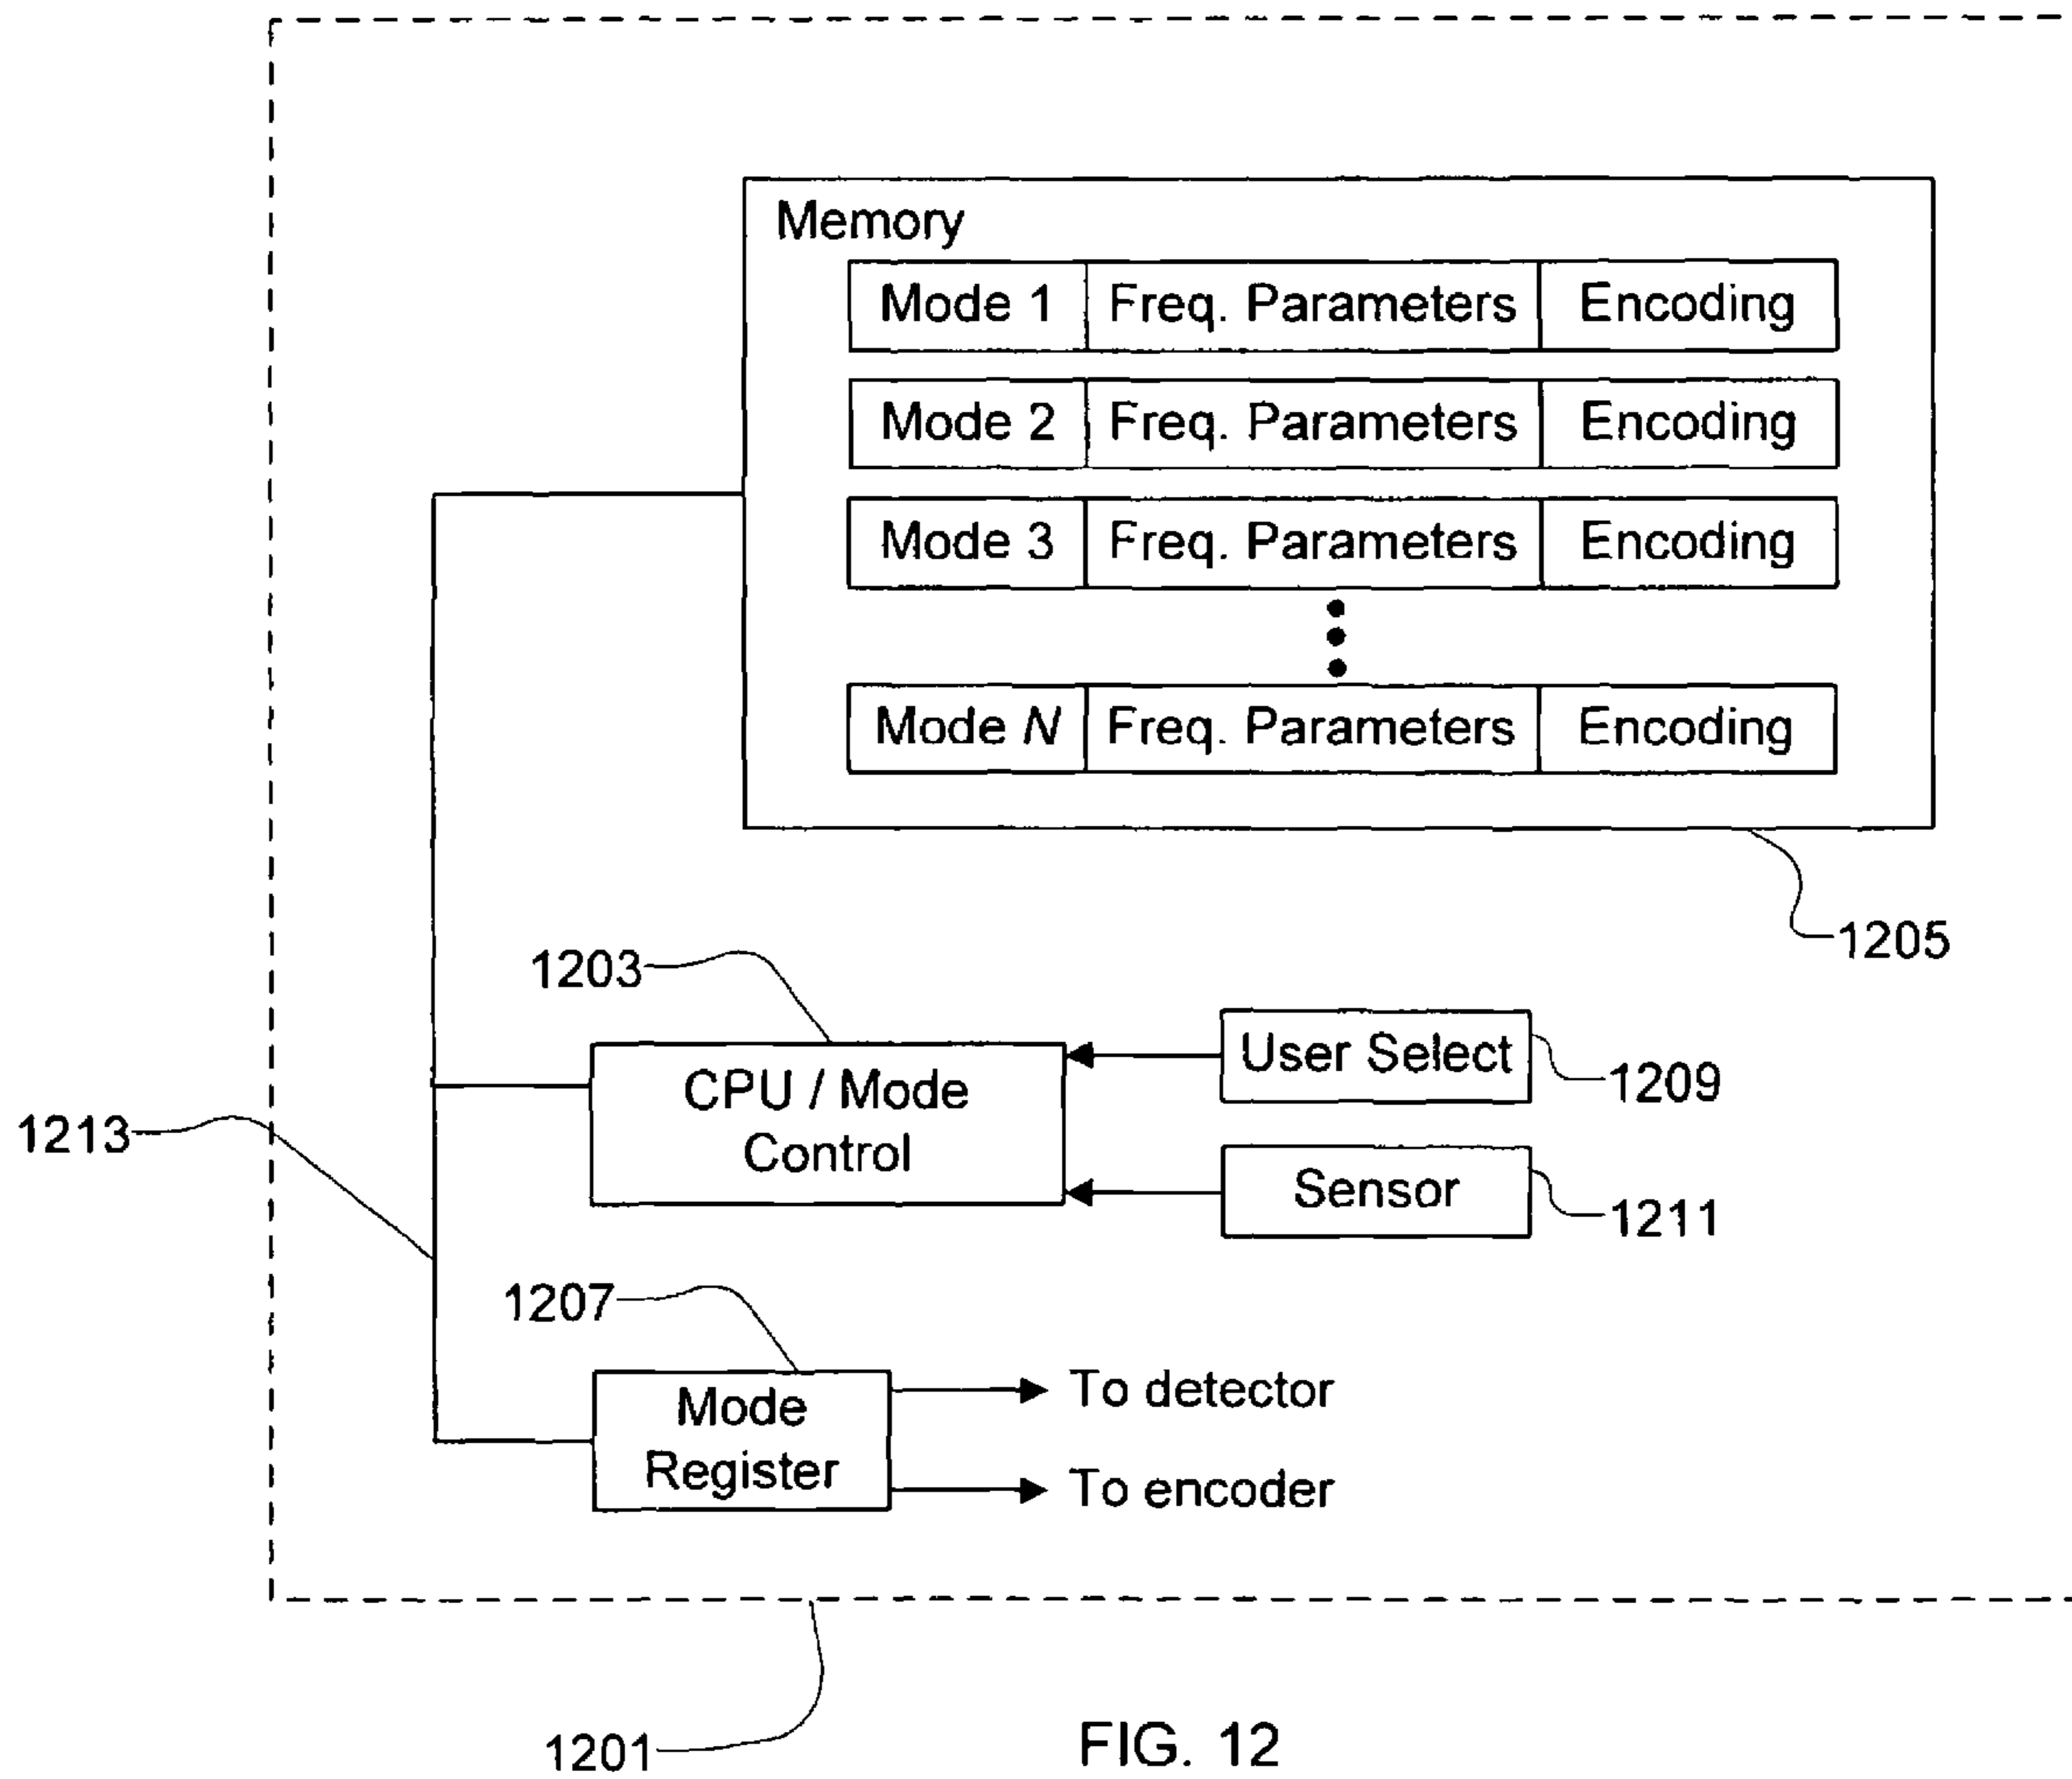 Memory
Mode 1 Freq. Parameters Encoding
Mode 2 Freq. Parameters Encoding
Mode 3 Freq. Parameters Encoding
Mode N Freq. Parameters Encoding
1205
1203
CPU / Mode
Control
User Select
1209
Sensor
1211
1213
1207
Mode
Register
To detector
To encoder
1201
FIG. 12